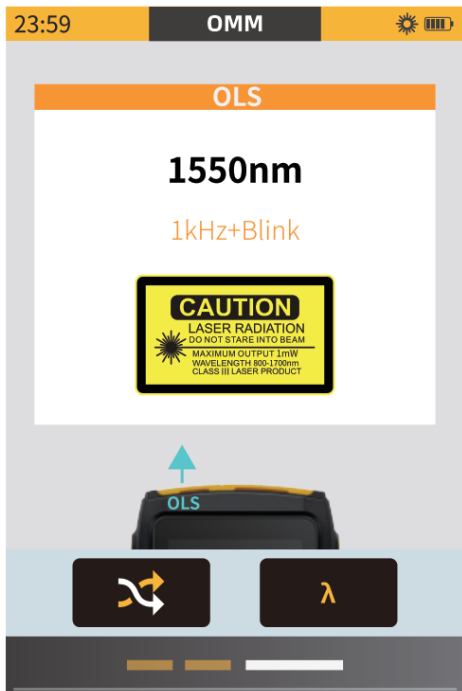 23:59 OMM
OLS
1550nm
1kHz+Blink
CAUTION
LASER RADIATION
DO NOT STARE INTO BEAM
MAXIMUM OUTPUT 1mW
WAVELENGTH 800-1700nm
CLASS III LASER PRODUCT
OLS
λ